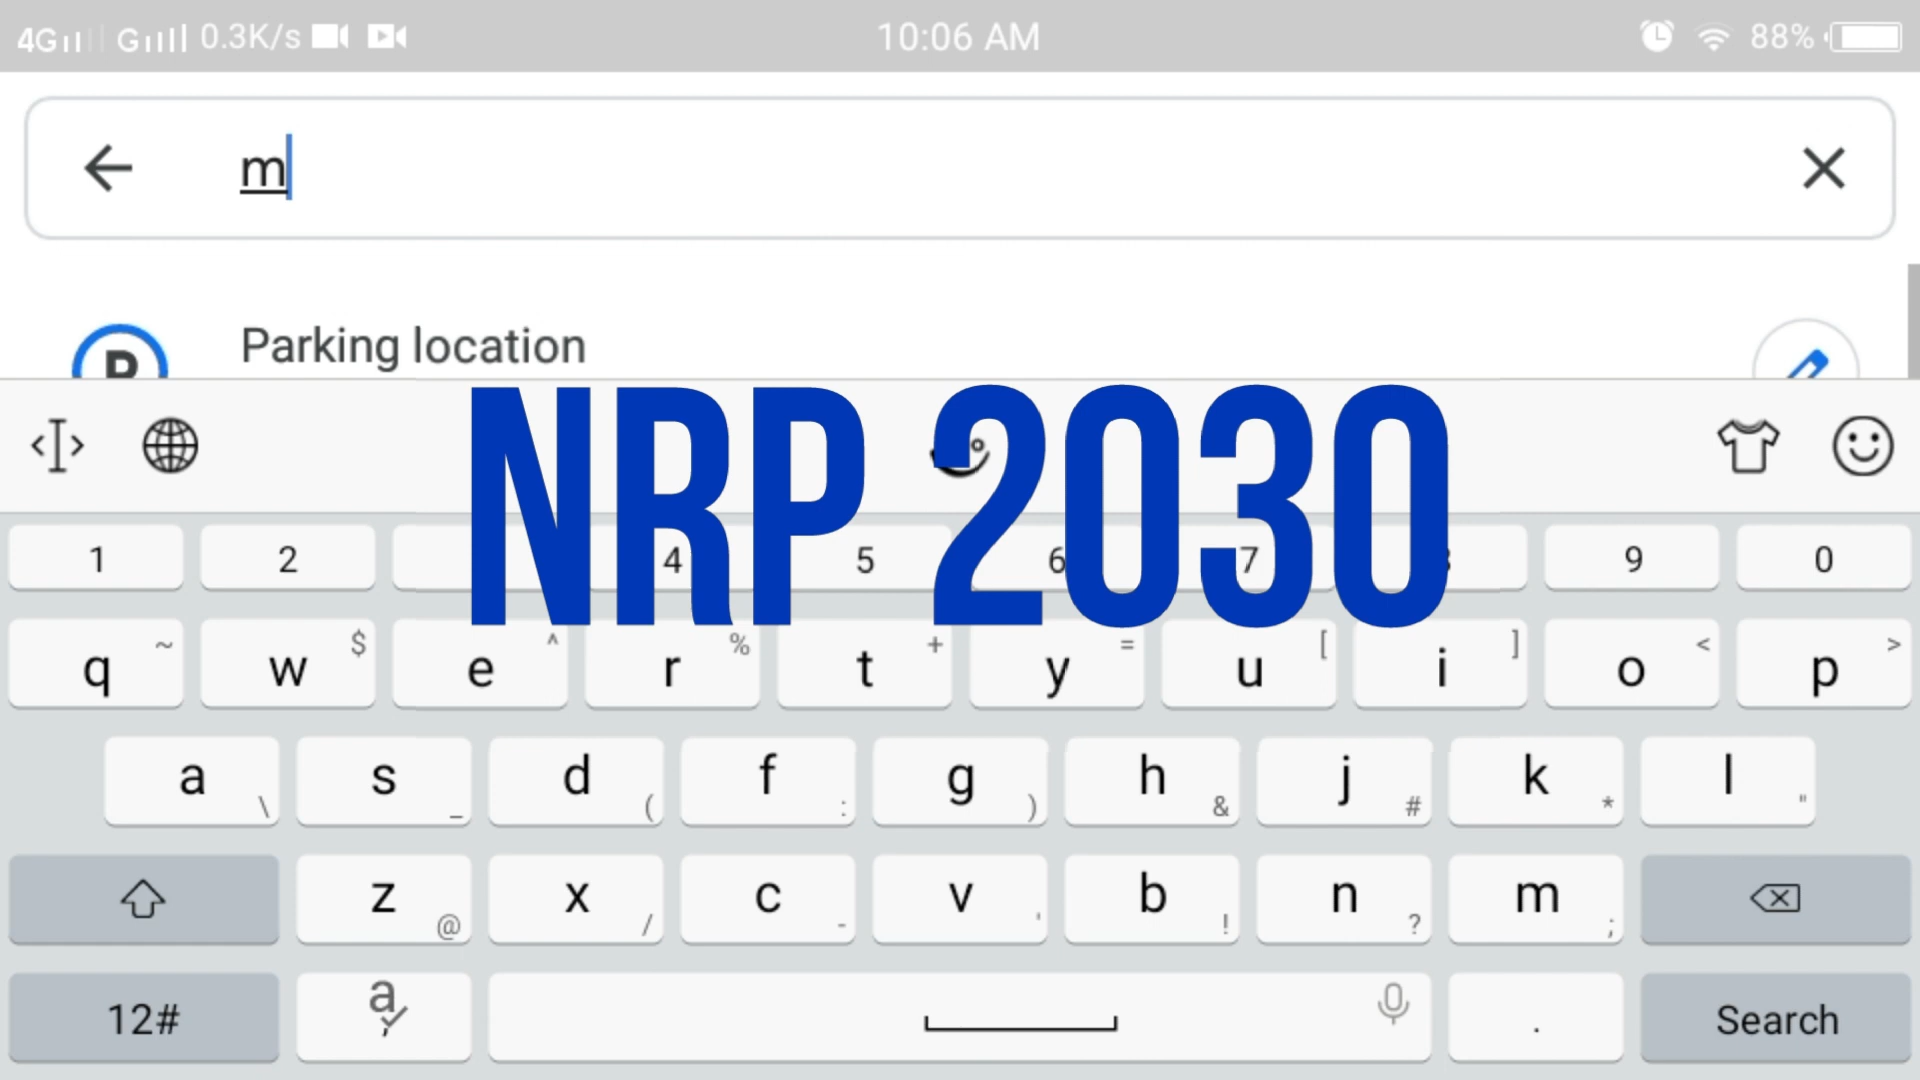 4G G 0.3K/s 10:06 AM 88%
m
P Parking location
NRP 2030
1 2 4 5 6 7 8 9 0
q ~ w $ e ^ r % t + y = u [ i ] o < p >
a \ s _ d ( f : g ) h & j # k * l "
z @ x / c - v ' b ! n ? m ;
12# a , . Search